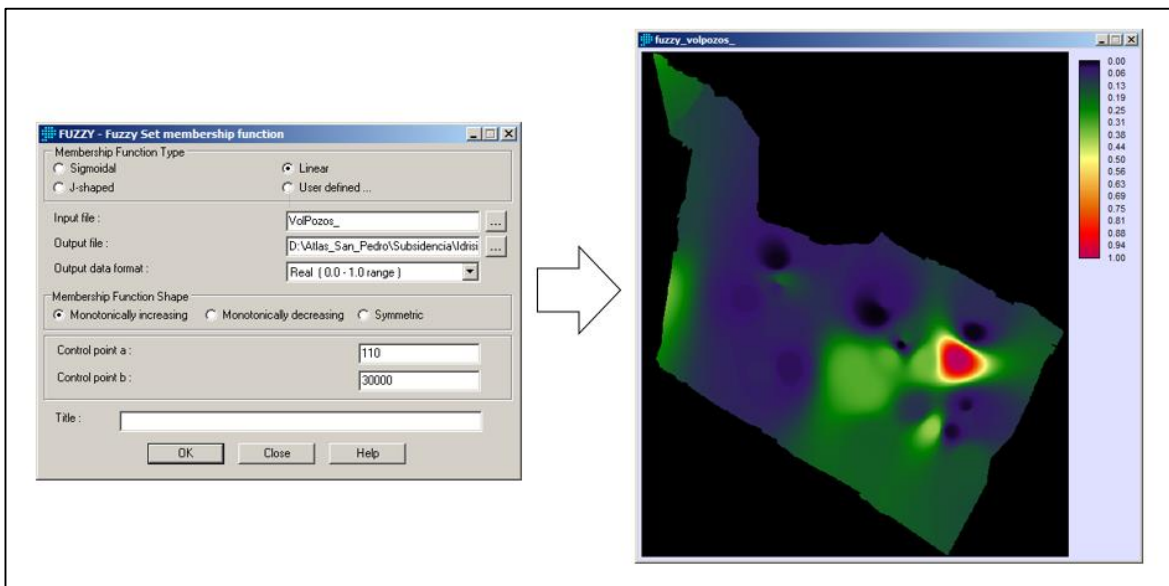 FUZZY - Fuzzy Set membership function
Membership Function Type
Sigmoidal
Linear
J-shaped
User defined ...
Input file :
VolPozos_
...
Output file :
D:\Atlas_San_Pedro\Subsidencia\Idrisi
...
Output data format :
Real ( 0.0 - 1.0 range )
Membership Function Shape
Monotonically increasing
Monotonically decreasing
Symmetric
Control point a :
110
Control point b :
30000
Title :
OK
Close
Help
fuzzy_volpozos_
0.00
0.06
0.13
0.19
0.25
0.31
0.38
0.44
0.50
0.56
0.63
0.69
0.75
0.81
0.88
0.94
1.00